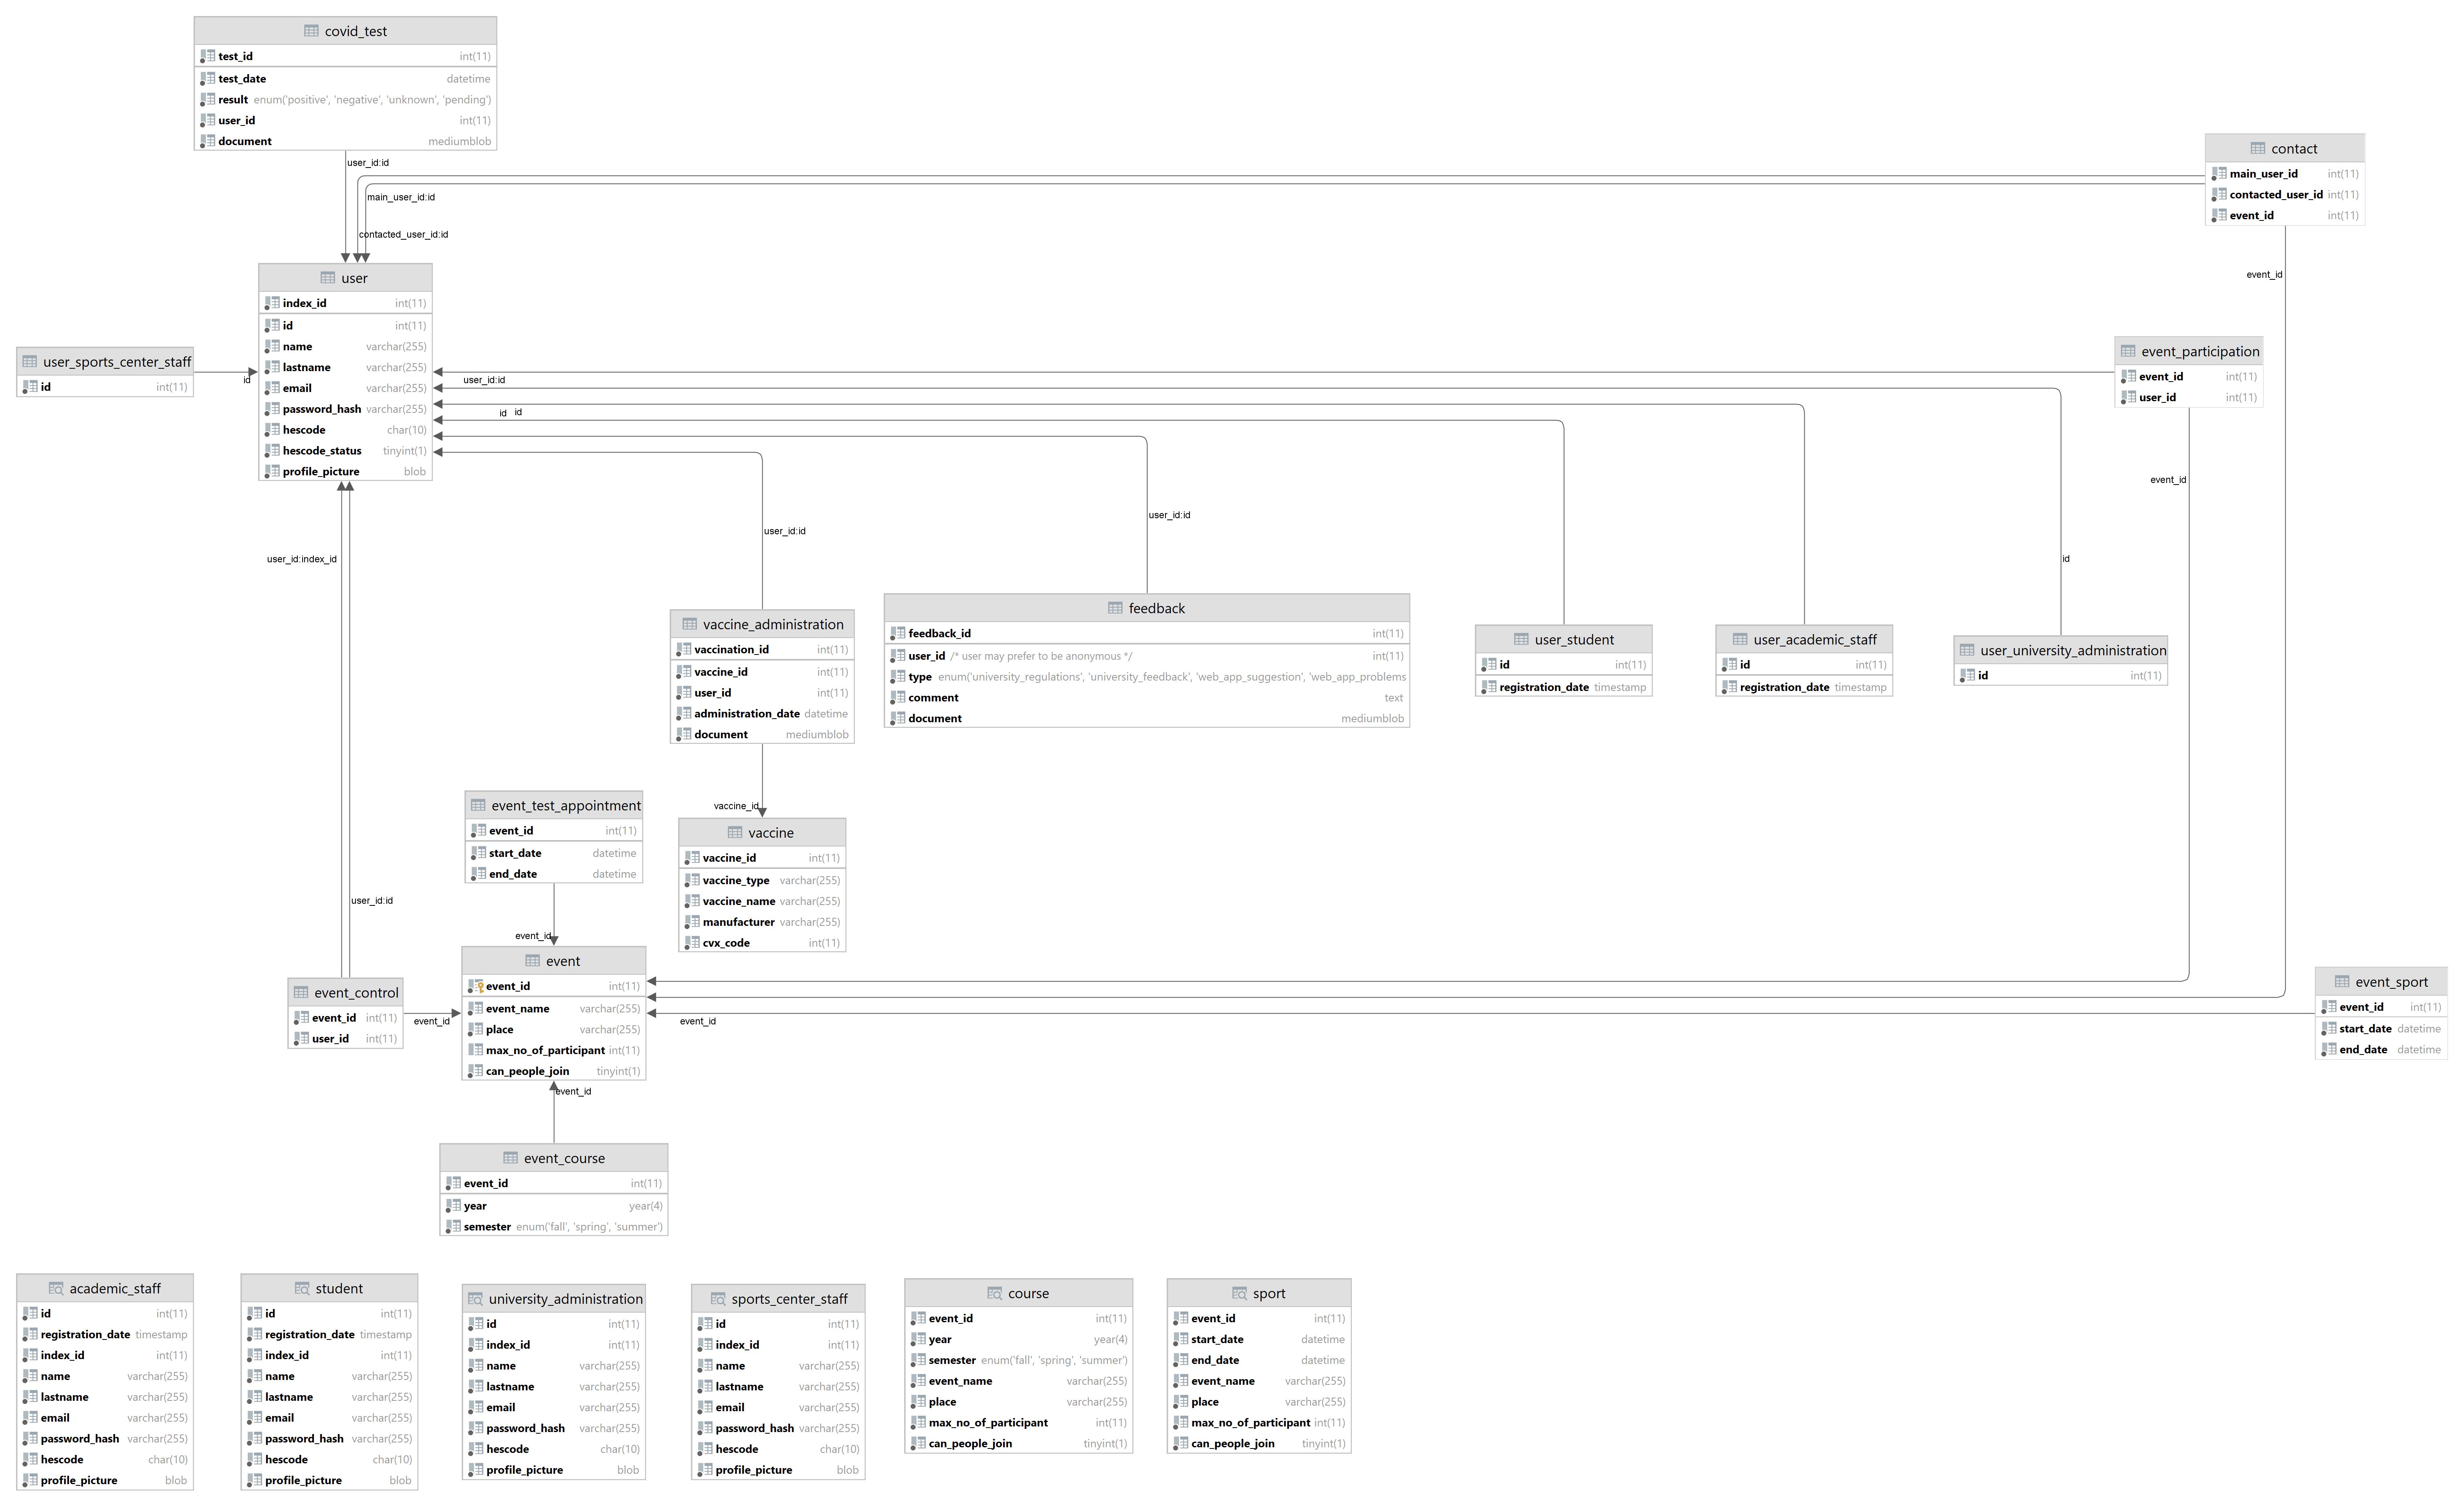 covid_test
test_id int(11)
test_date datetime
result enum('positive', 'negative', 'unknown', 'pending')
user_id int(11)
document mediumblob
user_id:id
main_user_id:id
contacted_user_id:id
contact
main_user_id int(11)
contacted_user_id int(11)
event_id int(11)
event_id
user
index_id int(11)
id int(11)
name varchar(255)
lastname varchar(255)
email varchar(255)
password_hash varchar(255)
hescode char(10)
hescode_status tinyint(1)
profile_picture blob
user_sports_center_staff
id int(11)
id
event_participation
event_id int(11)
user_id int(11)
user_id:id
id id
event_id
user_id:index_id
user_id:id
user_id:id
id
user_id:id
vaccine_administration
vaccination_id int(11)
vaccine_id int(11)
user_id int(11)
administration_date datetime
document mediumblob
feedback
feedback_id int(11)
user_id /* user may prefer to be anonymous */ int(11)
type enum('university_regulations', 'university_feedback', 'web_app_suggestion', 'web_app_problems
comment text
document mediumblob
user_student
id int(11)
registration_date timestamp
user_academic_staff
id int(11)
registration_date timestamp
user_university_administration
id int(11)
vaccine_id
event_test_appointment
event_id int(11)
start_date datetime
end_date datetime
event_id
vaccine
vaccine_id int(11)
vaccine_type varchar(255)
vaccine_name varchar(255)
manufacturer varchar(255)
cvx_code int(11)
event_control
event_id int(11)
user_id int(11)
event_id
event
event_id int(11)
event_name varchar(255)
place varchar(255)
max_no_of_participant int(11)
can_people_join tinyint(1)
event_id
event_sport
event_id int(11)
start_date datetime
end_date datetime
event_id
event_course
event_id int(11)
year year(4)
semester enum('fall', 'spring', 'summer')
academic_staff
id int(11)
registration_date timestamp
index_id int(11)
name varchar(255)
lastname varchar(255)
email varchar(255)
password_hash varchar(255)
hescode char(10)
profile_picture blob
student
id int(11)
registration_date timestamp
index_id int(11)
name varchar(255)
lastname varchar(255)
email varchar(255)
password_hash varchar(255)
hescode char(10)
profile_picture blob
university_administration
id int(11)
index_id int(11)
name varchar(255)
lastname varchar(255)
email varchar(255)
password_hash varchar(255)
hescode char(10)
profile_picture blob
sports_center_staff
id int(11)
index_id int(11)
name varchar(255)
lastname varchar(255)
email varchar(255)
password_hash varchar(255)
hescode char(10)
profile_picture blob
course
event_id int(11)
year year(4)
semester enum('fall', 'spring', 'summer')
event_name varchar(255)
place varchar(255)
max_no_of_participant int(11)
can_people_join tinyint(1)
sport
event_id int(11)
start_date datetime
end_date datetime
event_name varchar(255)
place varchar(255)
max_no_of_participant int(11)
can_people_join tinyint(1)